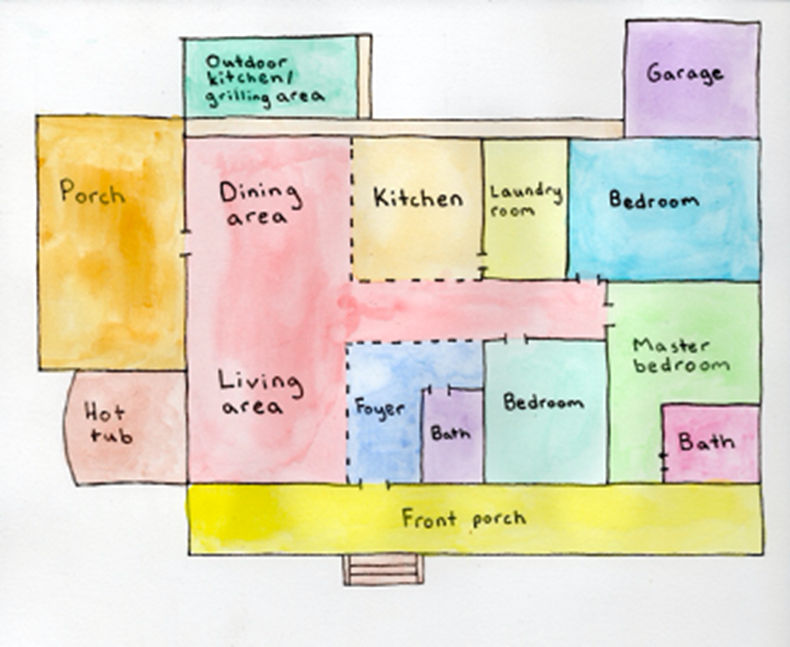 Outdoor
kitchen/
grilling area
Garage
Porch
Dining
area
Kitchen
Laundry
room
Bedroom
Master
bedroom
Living
area
Foyer
Bath
Bedroom
Bath
Hot
tub
Front porch